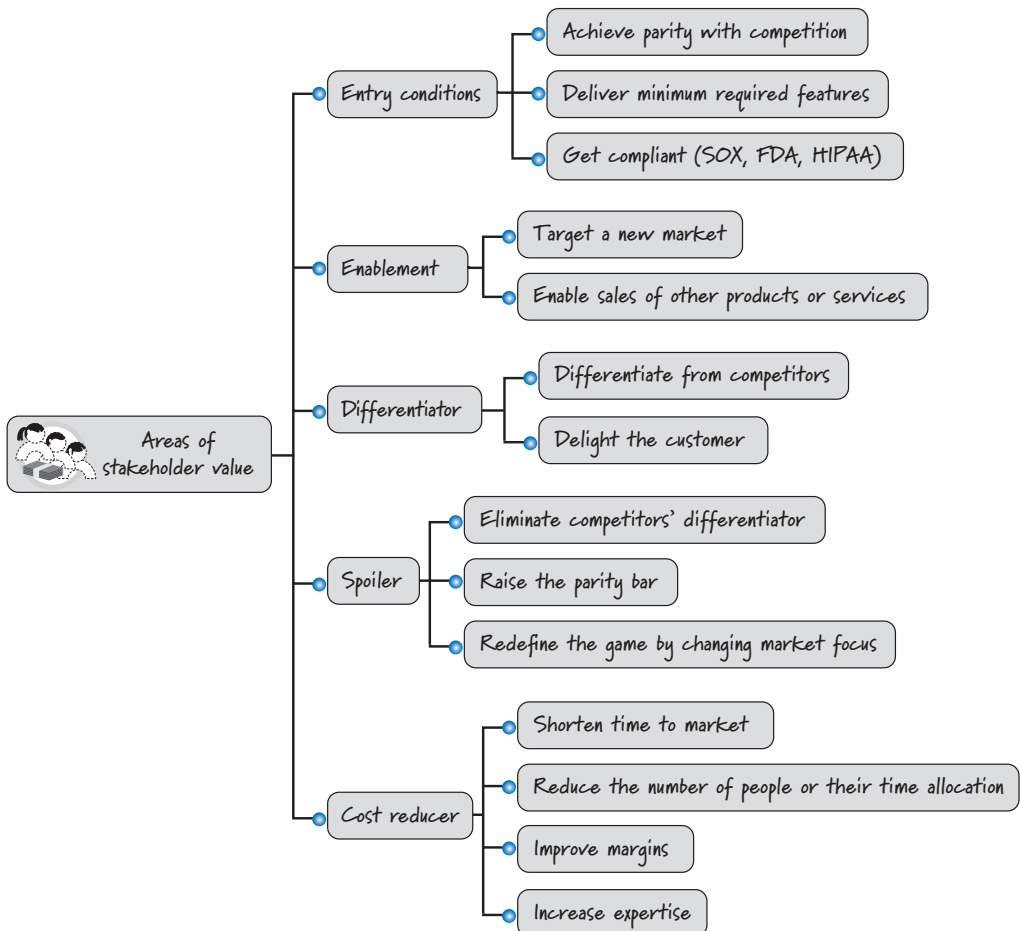 Areas of
stakeholder value
Entry conditions
Achieve parity with competition
Deliver minimum required features
Get compliant (SOX, FDA, HIPAA)
Enablement
Target a new market
Enable sales of other products or services
Differentiator
Differentiate from competitors
Delight the customer
Spoiler
Eliminate competitors' differentiator
Raise the parity bar
Redefine the game by changing market focus
Cost reducer
Shorten time to market
Reduce the number of people or their time allocation
Improve margins
Increase expertise